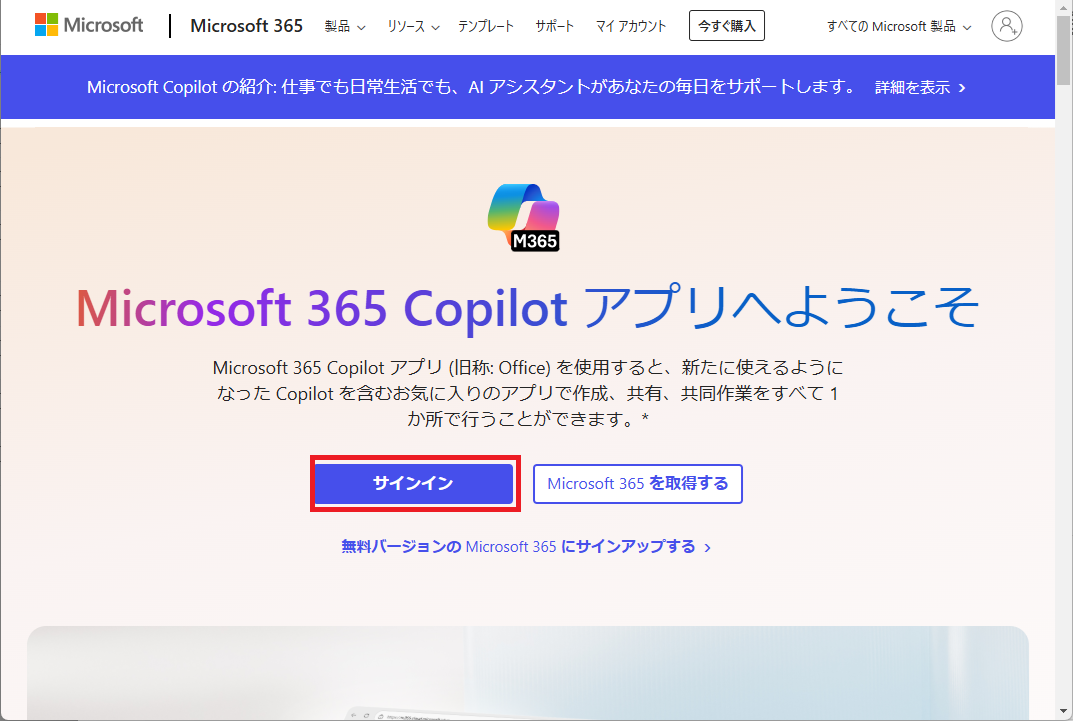 Microsoft
Microsoft 365 製品 リソース テンプレート サポート マイ アカウント 今すぐ購入 すべての Microsoft 製品
Microsoft Copilot の紹介: 仕事でも日常生活でも、AI アシスタントがあなたの毎日をサポートします。 詳細を表示
M365
Microsoft 365 Copilot アプリへようこそ
Microsoft 365 Copilot アプリ (旧称: Office) を使用すると、新たに使えるように
なった Copilot を含むお気に入りのアプリで作成、共有、共同作業をすべて 1
か所で行うことができます。*
サインイン
Microsoft 365 を取得する
無料バージョンの Microsoft 365 にサインアップする